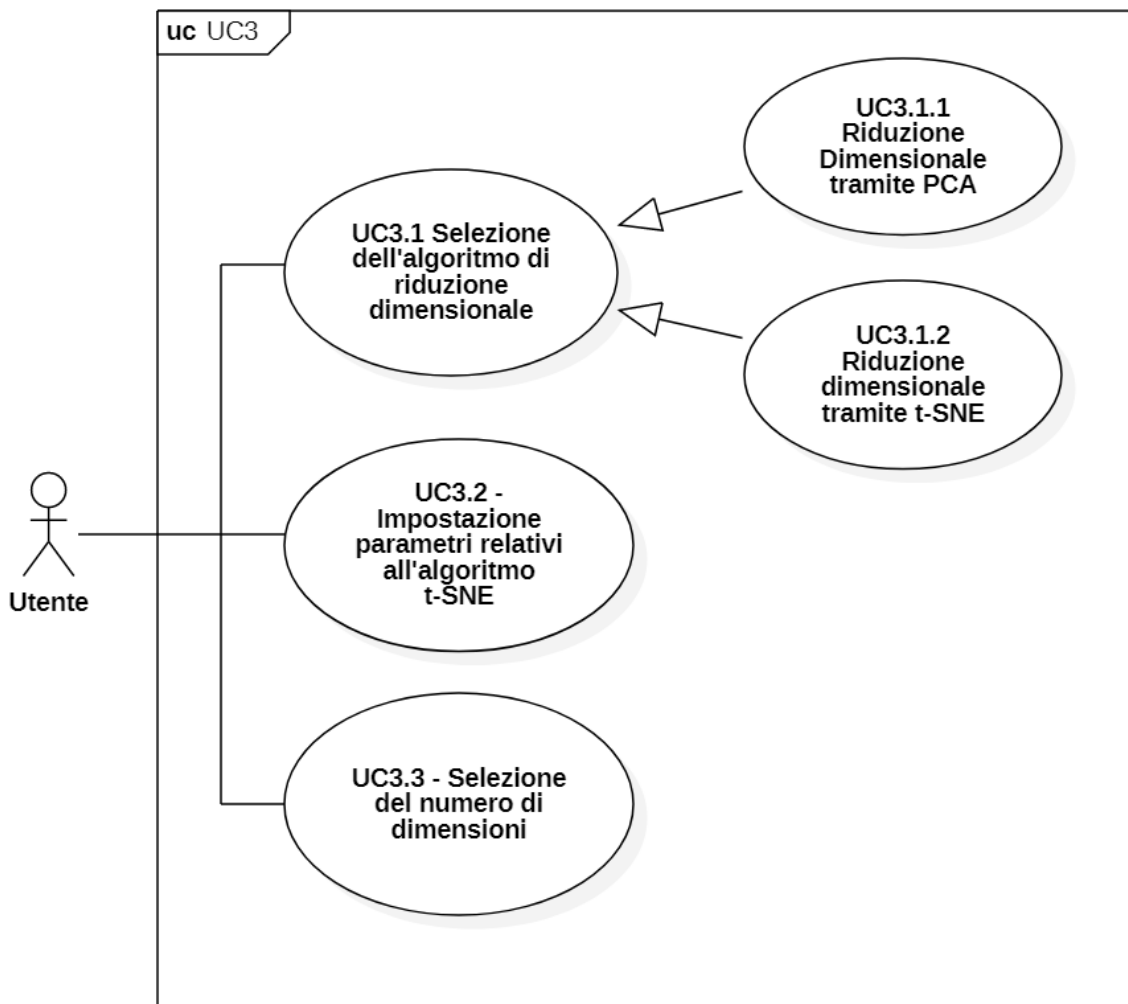 uc UC3
UC3.1.1
Riduzione
Dimensionale
tramite PCA
UC3.1 Selezione
dell'algoritmo di
riduzione
dimensionale
UC3.1.2
Riduzione
dimensionale
tramite t-SNE
UC3.2 -
Impostazione
parametri relativi
all'algoritmo
t-SNE
Utente
UC3.3 - Selezione
del numero di
dimensioni